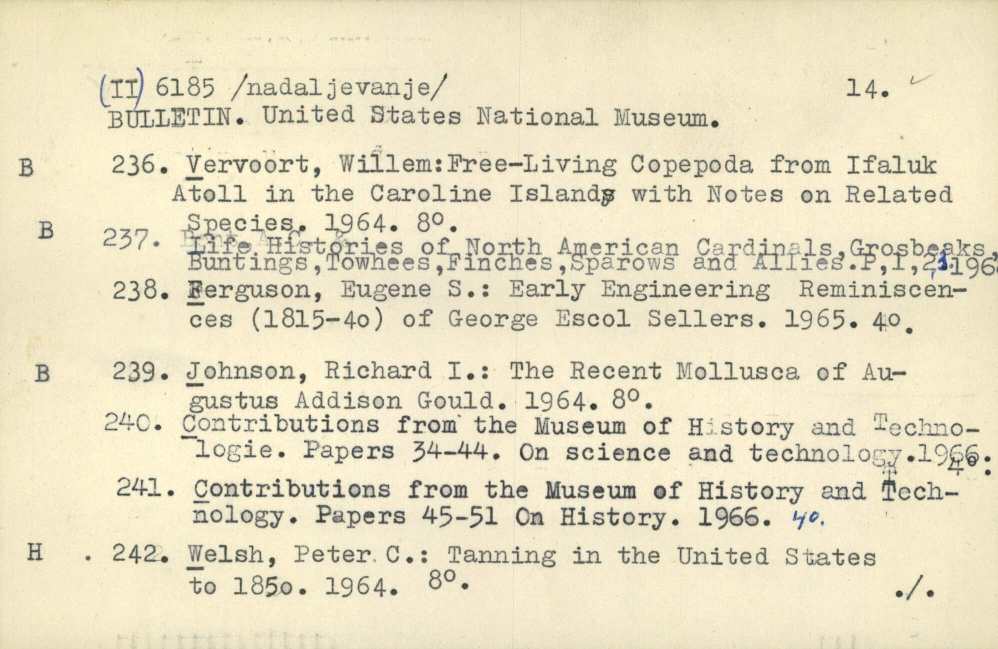 (II) 6185 /nadaljevanje/ 14.
BULLETIN. United States National Museum.
B 236. Vervoort, Willem:Free-Living Copepoda from Ifaluk
Atoll in the Caroline Islands with Notes on Related
Species. 1964. 8º.
B 237. Life Histories of North American Cardinals,Grosbeaks,
Buntings,Towhees,Finches,Sparows and Allies.P,I,2,3.196
238. Ferguson, Eugene S.: Early Engineering Reminiscen-
ces (1815-4o) of George Escol Sellers. 1965. 4o.
B 239. Johnson, Richard I.: The Recent Mollusca of Au-
gustus Addison Gould. 1964. 8º.
240. Contributions from the Museum of History and Techno-
logie. Papers 34-44. On science and technology.1966.
4º.
241. Contributions from the Museum of History and Tech-
nology. Papers 45-51 On History. 1966. 4o.
H . 242. Welsh, Peter C.: Tanning in the United States
to 185o. 1964. 8º.
./.